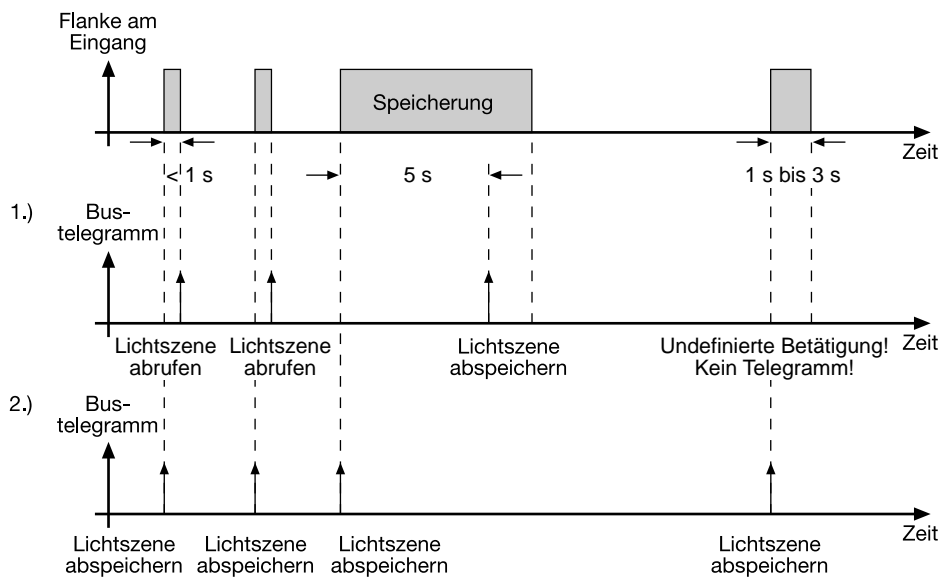 Flanke am
Eingang
Speicherung
Zeit
< 1 s
5 s
1 s bis 3 s
1.)
Bus-
telegramm
Zeit
Lichtszene
abrufen
Lichtszene
abrufen
Lichtszene
abspeichern
Undefinierte Betätigung!
Kein Telegramm!
2.)
Bus-
telegramm
Zeit
Lichtszene
abspeichern
Lichtszene
abspeichern
Lichtszene
abspeichern
Lichtszene
abspeichern